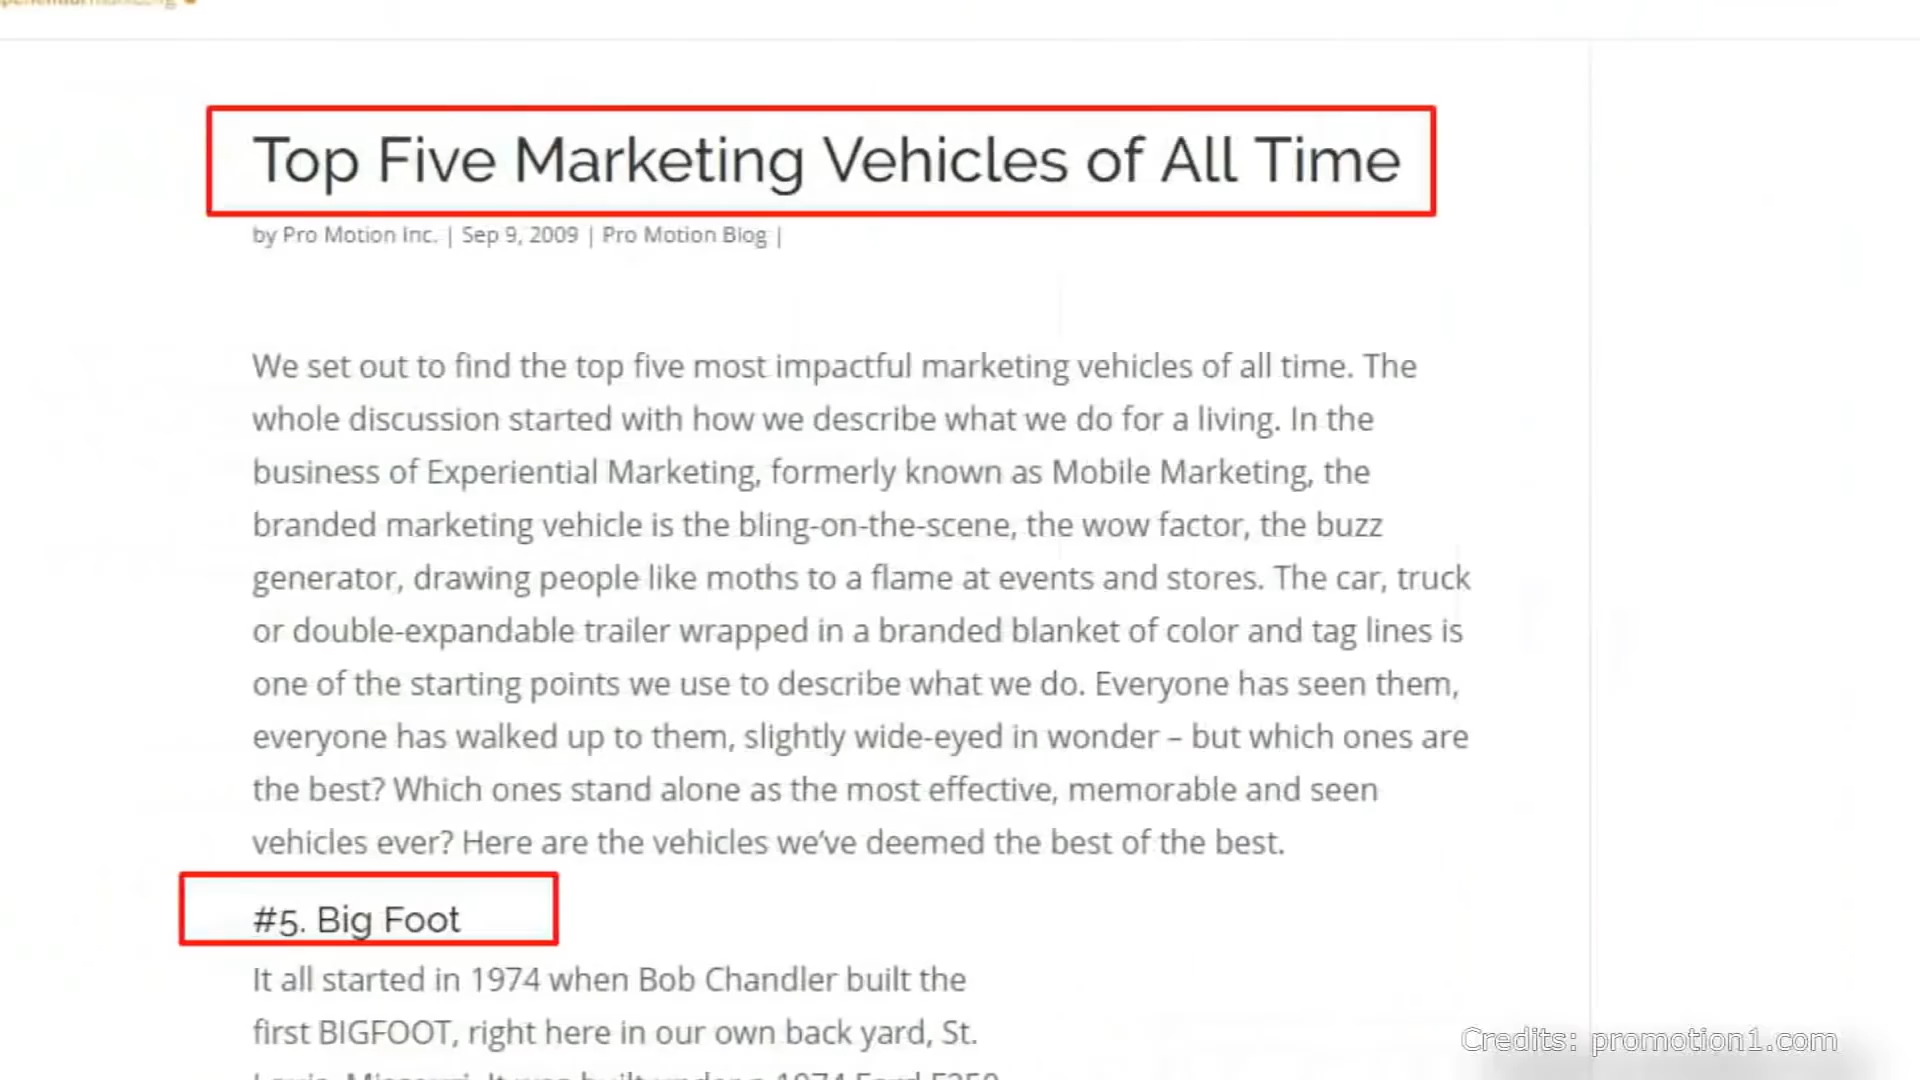 Top Five Marketing Vehicles of All Time
by Pro Motion Inc. | Sep 9, 2009 | Pro Motion Blog |
We set out to find the top five most impactful marketing vehicles of all time. The
whole discussion started with how we describe what we do for a living. In the
business of Experiential Marketing, formerly known as Mobile Marketing, the
branded marketing vehicle is the bling-on-the-scene, the wow factor, the buzz
generator, drawing people like moths to a flame at events and stores. The car, truck
or double-expandable trailer wrapped in a branded blanket of color and tag lines is
one of the starting points we use to describe what we do. Everyone has seen them,
everyone has walked up to them, slightly wide-eyed in wonder – but which ones are
the best? Which ones stand alone as the most effective, memorable and seen
vehicles ever? Here are the vehicles we’ve deemed the best of the best.
#5. Big Foot
It all started in 1974 when Bob Chandler built the
first BIGFOOT, right here in our own back yard, St.
Credits: promotion1.com